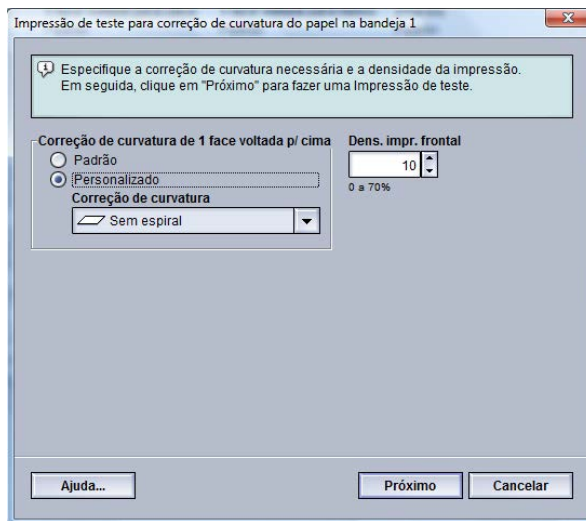 Impressão de teste para correção de curvatura do papel na bandeja 1
Especifique a correção de curvatura necessária e a densidade da impressão.
Em seguida, clique em "Próximo" para fazer uma Impressão de teste.
Correção de curvatura de 1 face voltada p/ cima
Padrão
Personalizado
Correção de curvatura
Sem espiral
Dens. impr. frontal
10
0 a 70%
Ajuda...
Próximo
Cancelar